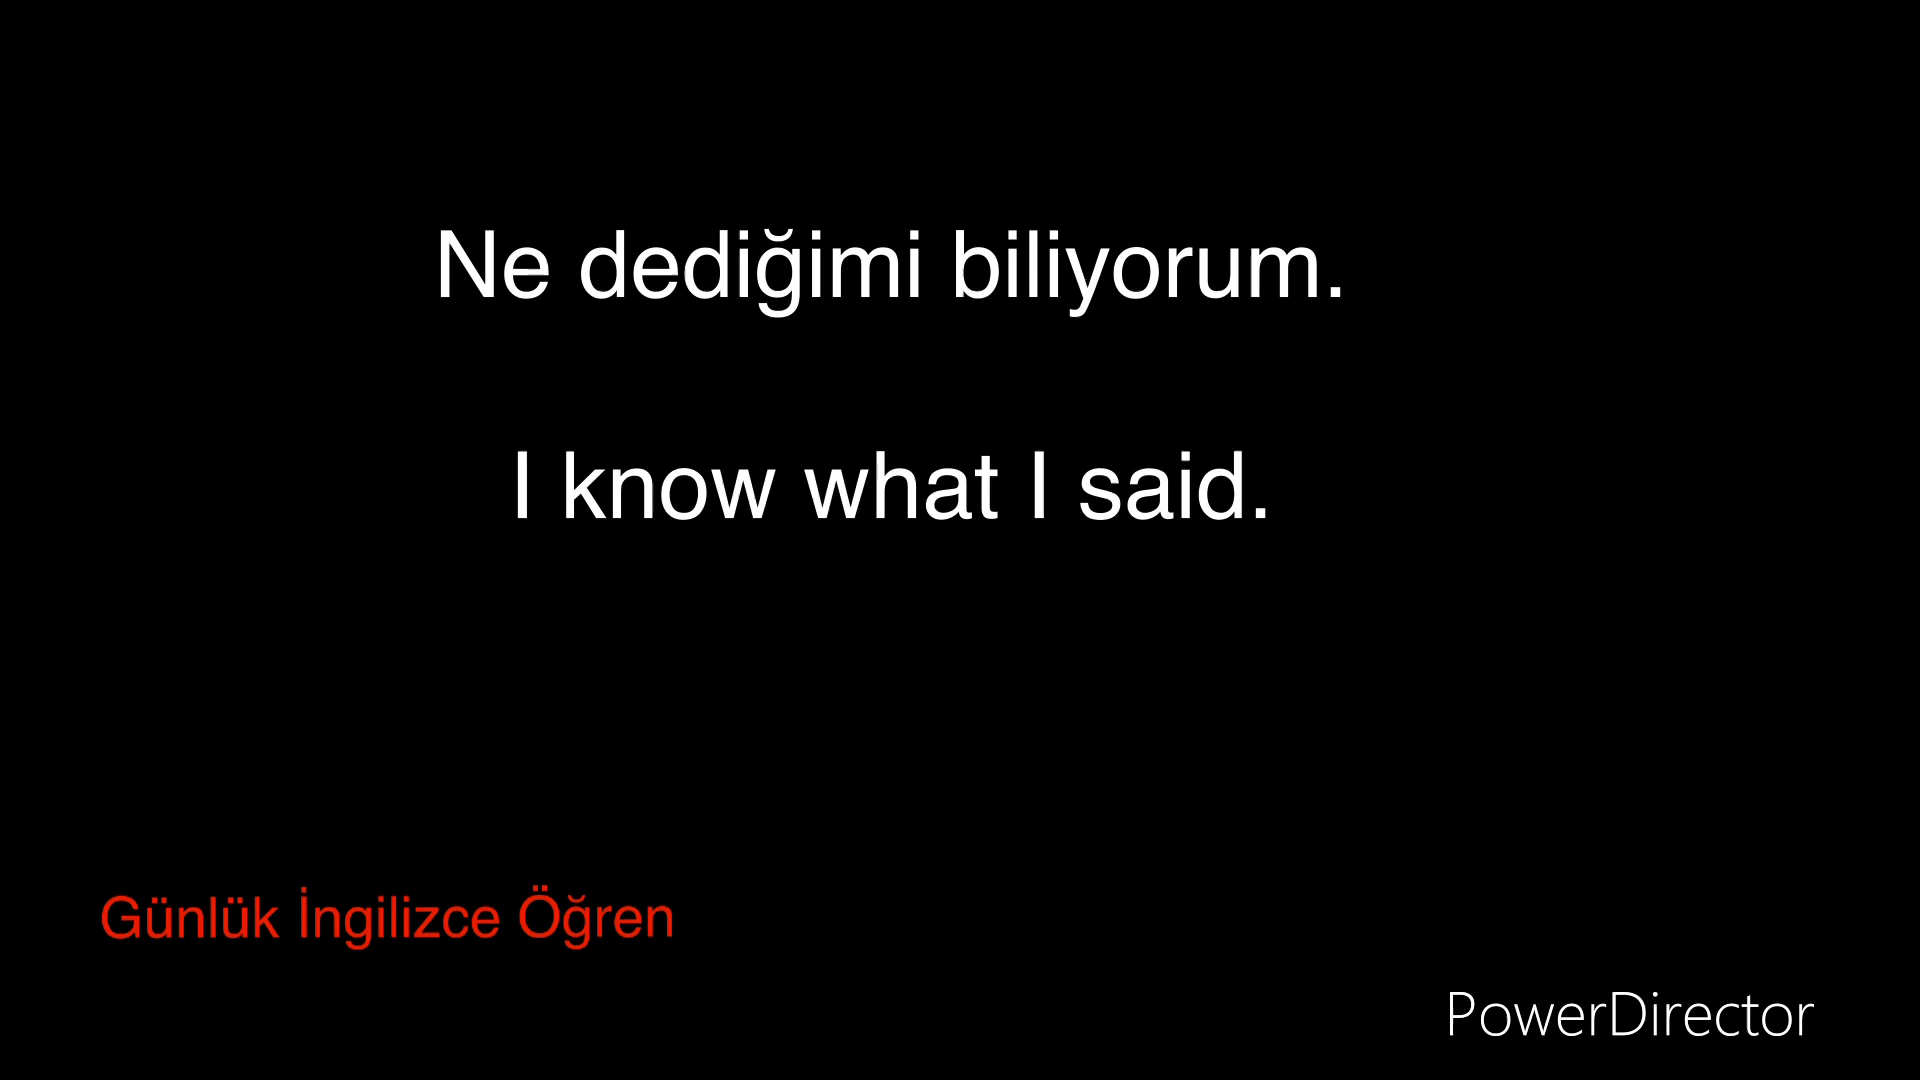 Ne dediğimi biliyorum.
I know what I said.
Günlük İngilizce Öğren
PowerDirector